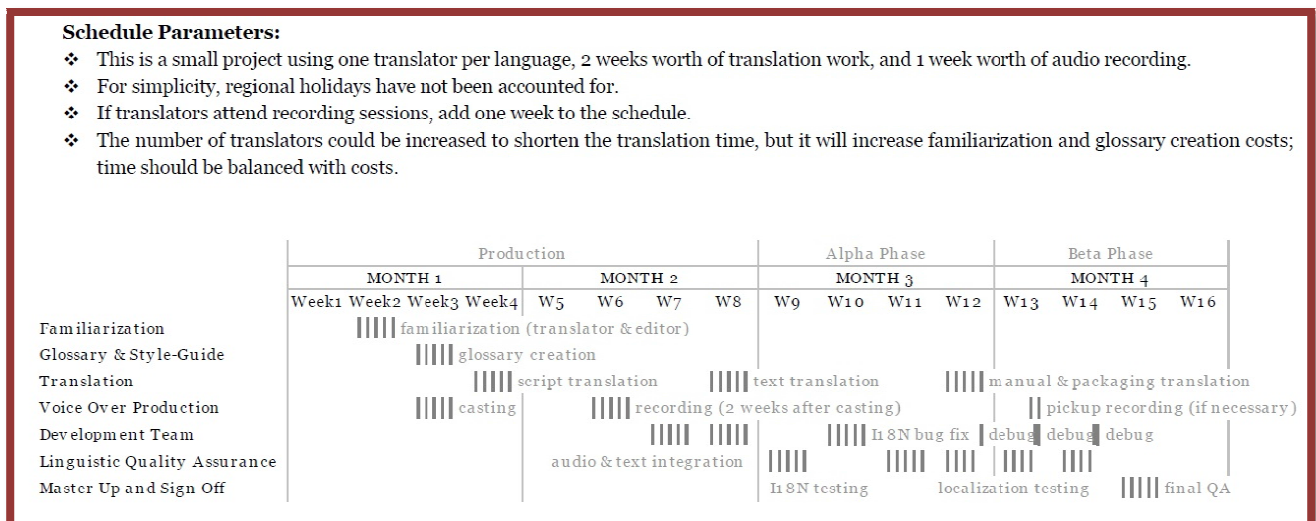 Schedule Parameters:
❖ This is a small project using one translator per language, 2 weeks worth of translation work, and 1 week worth of audio recording.
❖ For simplicity, regional holidays have not been accounted for.
❖ If translators attend recording sessions, add one week to the schedule.
❖ The number of translators could be increased to shorten the translation time, but it will increase familiarization and glossary creation costs;
time should be balanced with costs.
Production Alpha Phase Beta Phase
MONTH 1 MONTH 2 MONTH 3 MONTH 4
Week1 Week2 Week3 Week4 W5 W6 W7 W8 W9 W10 W11 W12 W13 W14 W15 W16
Familiarization familiarization (translator & editor)
Glossary & Style-Guide glossary creation
Translation script translation text translation manual & packaging translation
Voice Over Production casting recording (2 weeks after casting) pickup recording (if necessary)
Development Team I18N bug fix debug debug debug
Linguistic Quality Assurance audio & text integration
Master Up and Sign Off I18N testing localization testing final QA